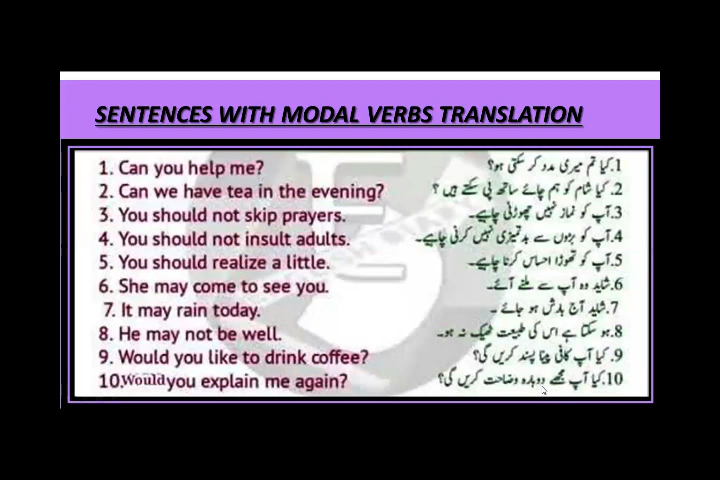 SENTENCES WITH MODAL VERBS TRANSLATION
1. Can you help me?
1. کیا تم میری مدد کر سکتی ہو؟
2. Can we have tea in the evening?
2. کیا شام کو ہم چائے ساتھ پی سکتے ہیں ؟
3. You should not skip prayers.
3. آپ کو نماز نہیں چھوڑنی چاہیے۔
4. You should not insult adults.
4. آپ کو بڑوں سے بدتمیزی نہیں کرنی چاہیے۔
5. You should realize a little.
5. آپ کو تھوڑا احساس کرنا چاہیے۔
6. She may come to see you.
6. شاید وہ آپ سے ملنے آئے۔
7. It may rain today.
7. شاید آج بارش ہو جائے ۔
8. He may not be well.
8. ہو سکتا ہے اس کی طبیعت ٹھیک نہ ہو۔
9. Would you like to drink coffee?
9. کیا آپ کافی پینا پسند کریں گی؟
10. Would you explain me again?
10. کیا آپ مجھے دوبارہ وضاحت کریں گی؟